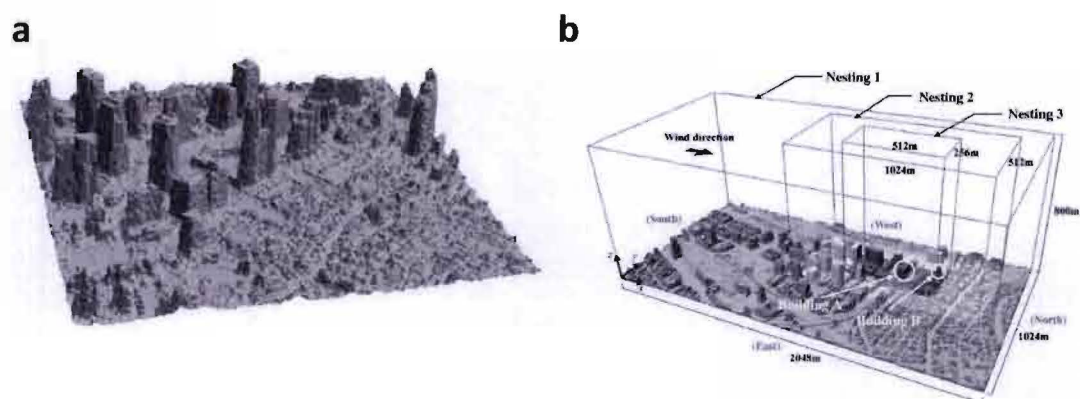 a
b
Nesting 1
Nesting 2
Nesting 3
Wind direction
512m
256m
512m
1024m
800m
(South)
(West)
z
x
Building A
Building B
(North)
1024m
(East)
2048m